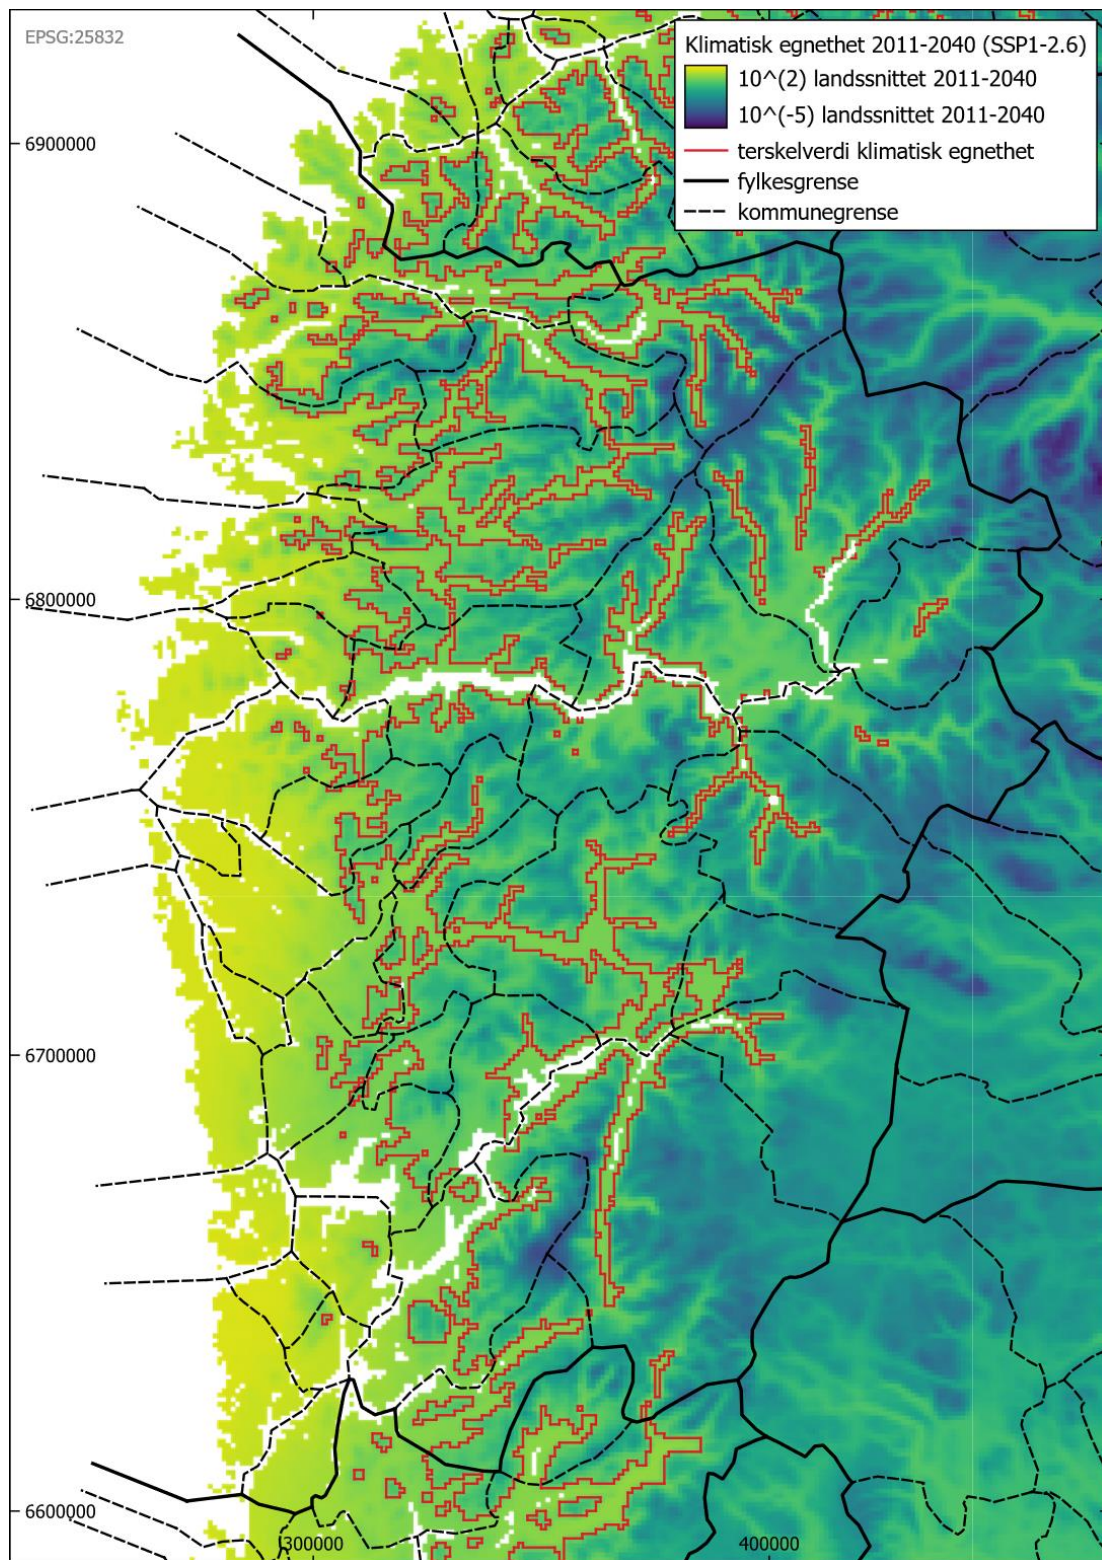 EPSG:25832
Klimatisk egnethet 2011-2040 (SSP1-2.6)
10^(2) landssnittet 2011-2040
10^(-5) landssnittet 2011-2040
terskelverdi klimatisk egnethet
fylkesgrense
kommunegrense
6900000
6800000
6700000
6600000
300000
400000